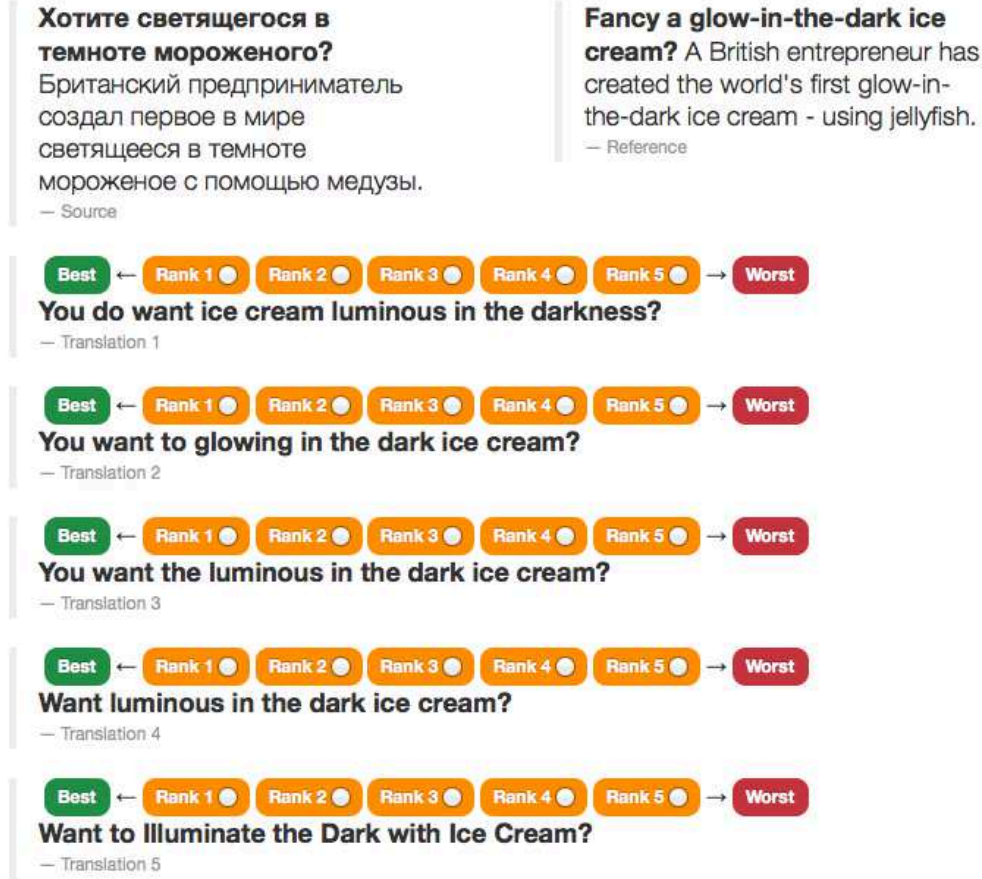 Хотите светящегося в
темноте мороженого?
Британский предприниматель
создал первое в мире
светящееся в темноте
мороженое с помощью медузы.
— Source
Fancy a glow-in-the-dark ice
cream? A British entrepreneur has
created the world's first glow-in-
the-dark ice cream - using jellyfish.
— Reference
Best ← Rank 1 Rank 2 Rank 3 Rank 4 Rank 5 → Worst
You do want ice cream luminous in the darkness?
— Translation 1
Best ← Rank 1 Rank 2 Rank 3 Rank 4 Rank 5 → Worst
You want to glowing in the dark ice cream?
— Translation 2
Best ← Rank 1 Rank 2 Rank 3 Rank 4 Rank 5 → Worst
You want the luminous in the dark ice cream?
— Translation 3
Best ← Rank 1 Rank 2 Rank 3 Rank 4 Rank 5 → Worst
Want luminous in the dark ice cream?
— Translation 4
Best ← Rank 1 Rank 2 Rank 3 Rank 4 Rank 5 → Worst
Want to Illuminate the Dark with Ice Cream?
— Translation 5